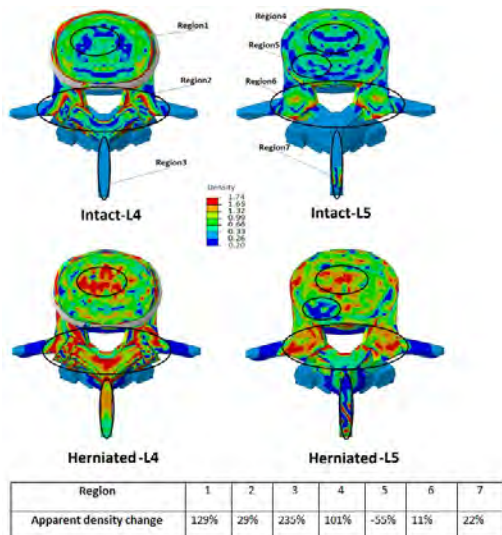 Region1
Region2
Region3
Intact-L4
Region4
Region5
Region6
Region7
Intact-L5
Density
1.74
1.65
1.32
0.99
0.66
0.33
0.26
0.20
Herniated -L4
Herniated-L5
Region 1 2 3 4 5 6 7
Apparent density change 129% 29% 235% 101% -55% 11% 22%